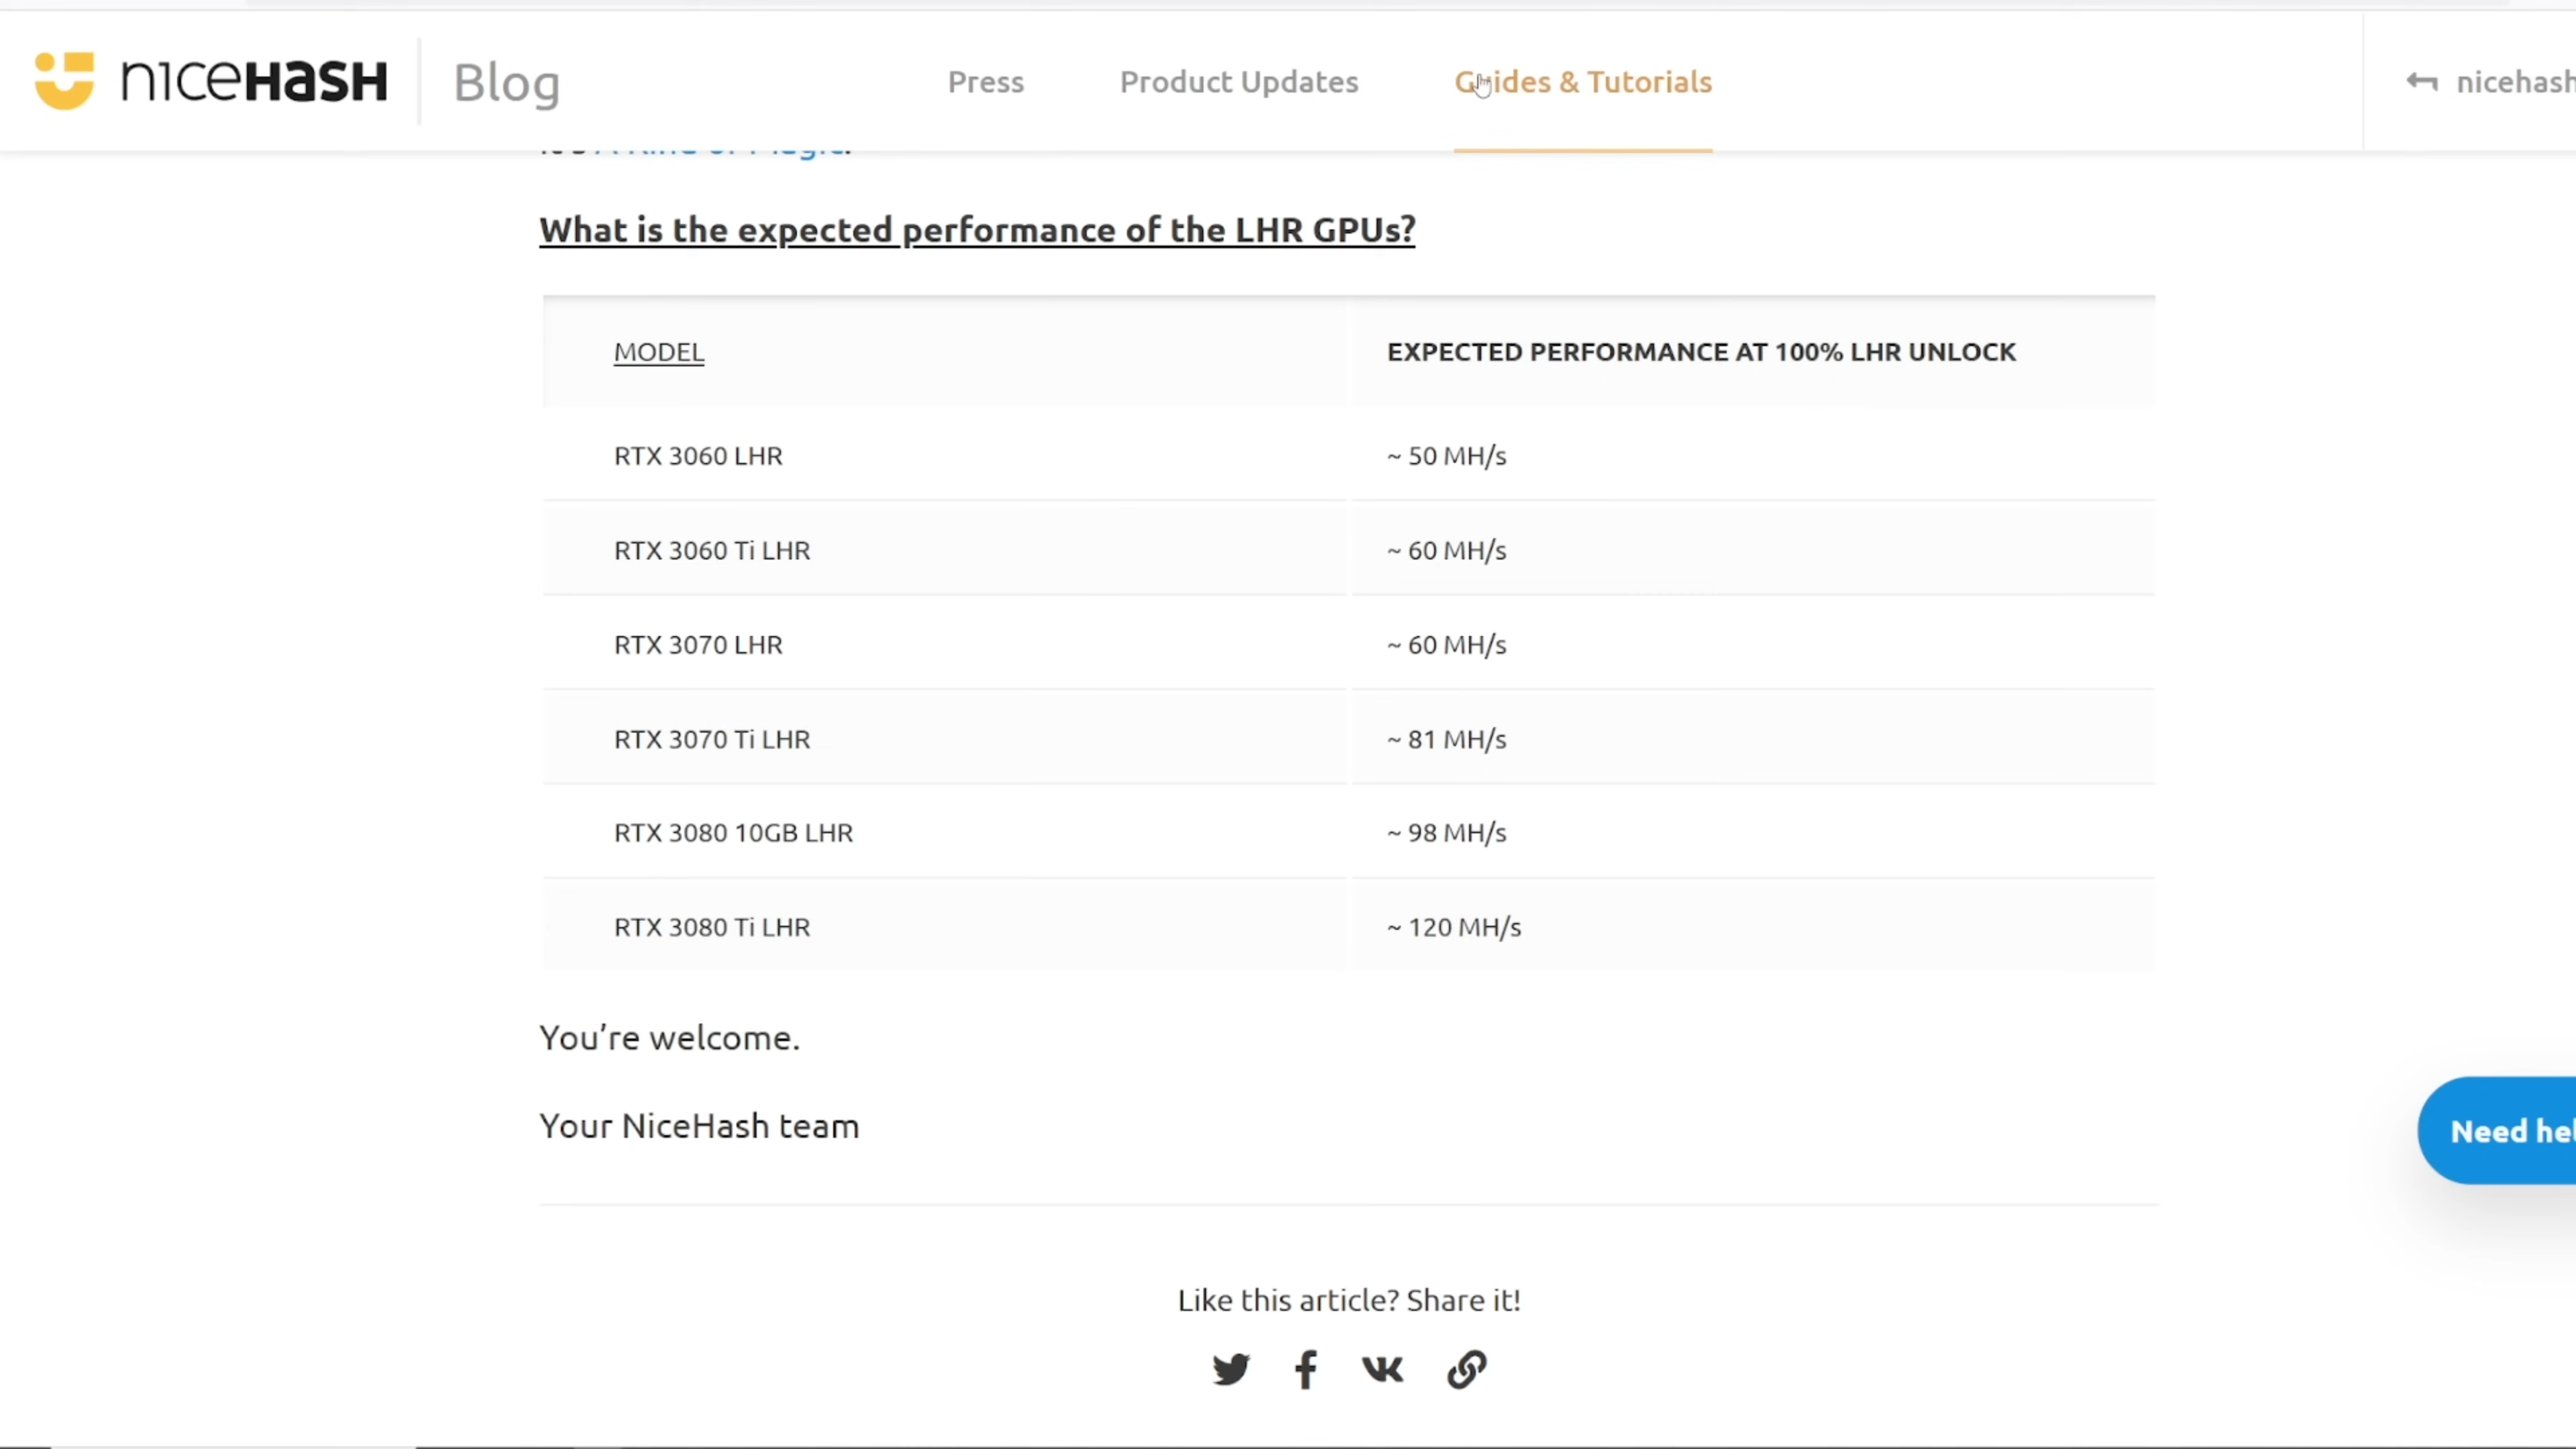 niceHaSH Blog Press Product Updates Guides & Tutorials nicehash
What is the expected performance of the LHR GPUs?
MODEL EXPECTED PERFORMANCE AT 100% LHR UNLOCK
RTX 3060 LHR ~ 50 MH/s
RTX 3060 Ti LHR ~ 60 MH/s
RTX 3070 LHR ~ 60 MH/s
RTX 3070 Ti LHR ~ 81 MH/s
RTX 3080 10GB LHR ~ 98 MH/s
RTX 3080 Ti LHR ~ 120 MH/s
You’re welcome.
Your NiceHash team
Need
Like this article? Share it!